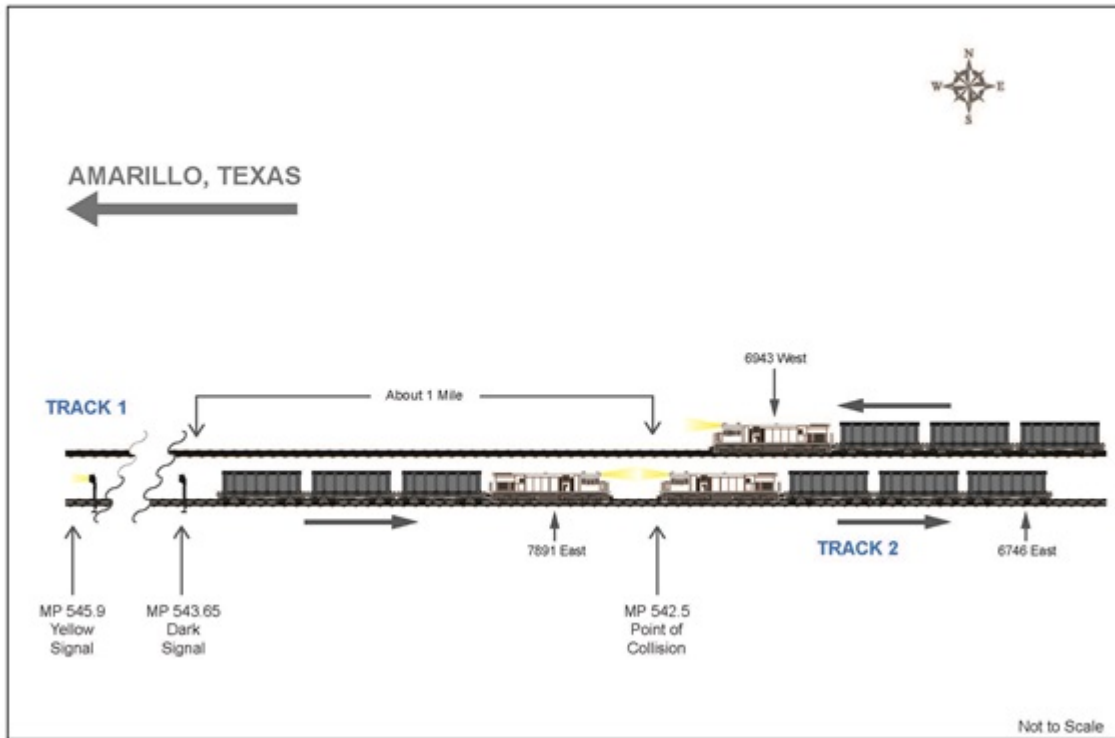 N
W E
S
AMARILLO, TEXAS
6943 West
About 1 Mile
TRACK 1
7891 East
TRACK 2
6746 East
MP 545.9
Yellow
Signal
MP 543.65
Dark
Signal
MP 542.5
Point of
Collision
Not to Scale